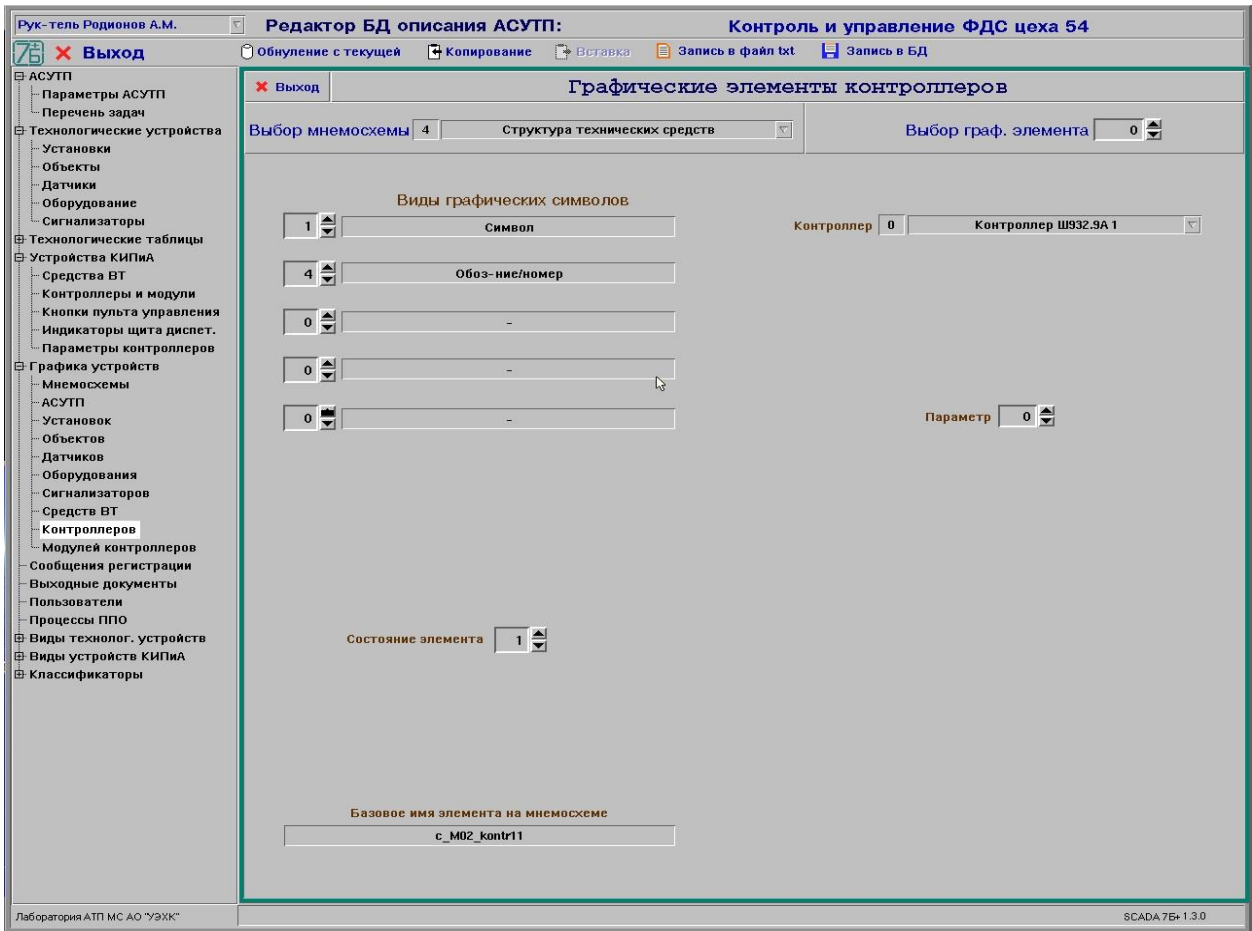 Рук-тель Родионов А.М.
Редактор БД описания АСУТП:
Контроль и управление ФДС цеха 54
7Б
Выход
Обнуление с текущей
Копирование
Вставка
Запись в файл txt
Запись в БД
АСУТП
Параметры АСУТП
Перечень задач
Технологические устройства
Установки
Объекты
Датчики
Оборудование
Сигнализаторы
Технологические таблицы
Устройства КИПиА
Средства ВТ
Контроллеры и модули
Кнопки пульта управления
Индикаторы щита диспет.
Параметры контроллеров
Графика устройств
Мнемосхемы
АСУТП
Установок
Объектов
Датчиков
Оборудования
Сигнализаторов
Средств ВТ
Контроллеров
Модулей контроллеров
Сообщения регистрации
Выходные документы
Пользователи
Процессы ППО
Виды технолог. устройств
Виды устройств КИПиА
Классификаторы
Выход
Графические элементы контроллеров
Выбор мнемосхемы 4 Структура технических средств
Выбор граф. элемента 0
Виды графических символов
1 Символ
Контроллер 0 Контроллер Ш932.9А 1
4 Обоз-ние/номер
0 -
0 -
0 -
Параметр 0
Состояние элемента 1
Базовое имя элемента на мнемосхеме
c_M02_kontr11
Лаборатория АТП МС АО "УЭХК"
SCADA 7Б+ 1.3.0